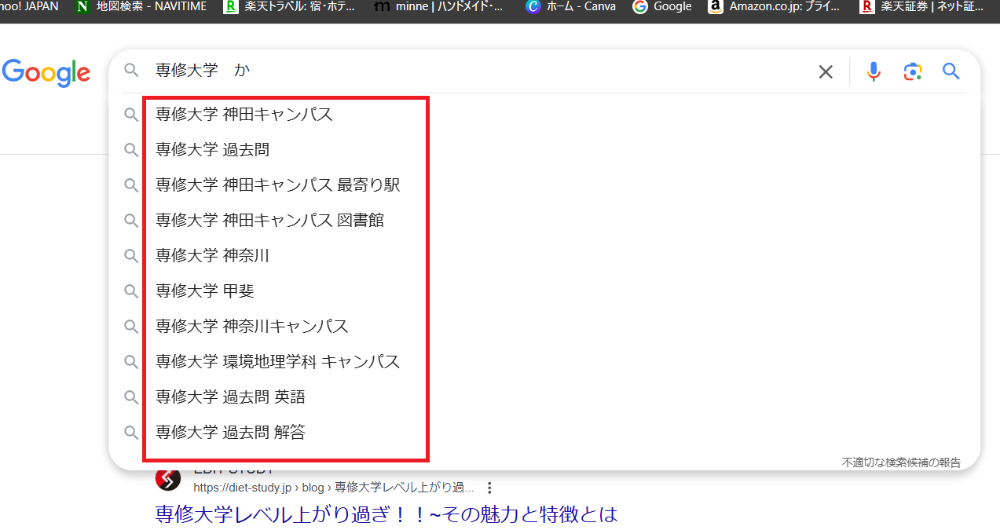 hoo! JAPAN N 地図検索 - NAVITIME R 楽天トラベル: 宿・ホテ... m minne | ハンドメイド・... C ホーム - Canva G Google a Amazon.co.jp: プライ... R 楽天証券 | ネット証...
Google 専修大学　か
専修大学 神田キャンパス
専修大学 過去問
専修大学 神田キャンパス 最寄り駅
専修大学 神田キャンパス 図書館
専修大学 神奈川
専修大学 甲斐
専修大学 神奈川キャンパス
専修大学 環境地理学科 キャンパス
専修大学 過去問 英語
専修大学 過去問 解答
不適切な検索候補の報告
EDIT STUDY
https://diet-study.jp › blog › 専修大学レベル上がり過...
専修大学レベル上がり過ぎ！！~その魅力と特徴とは